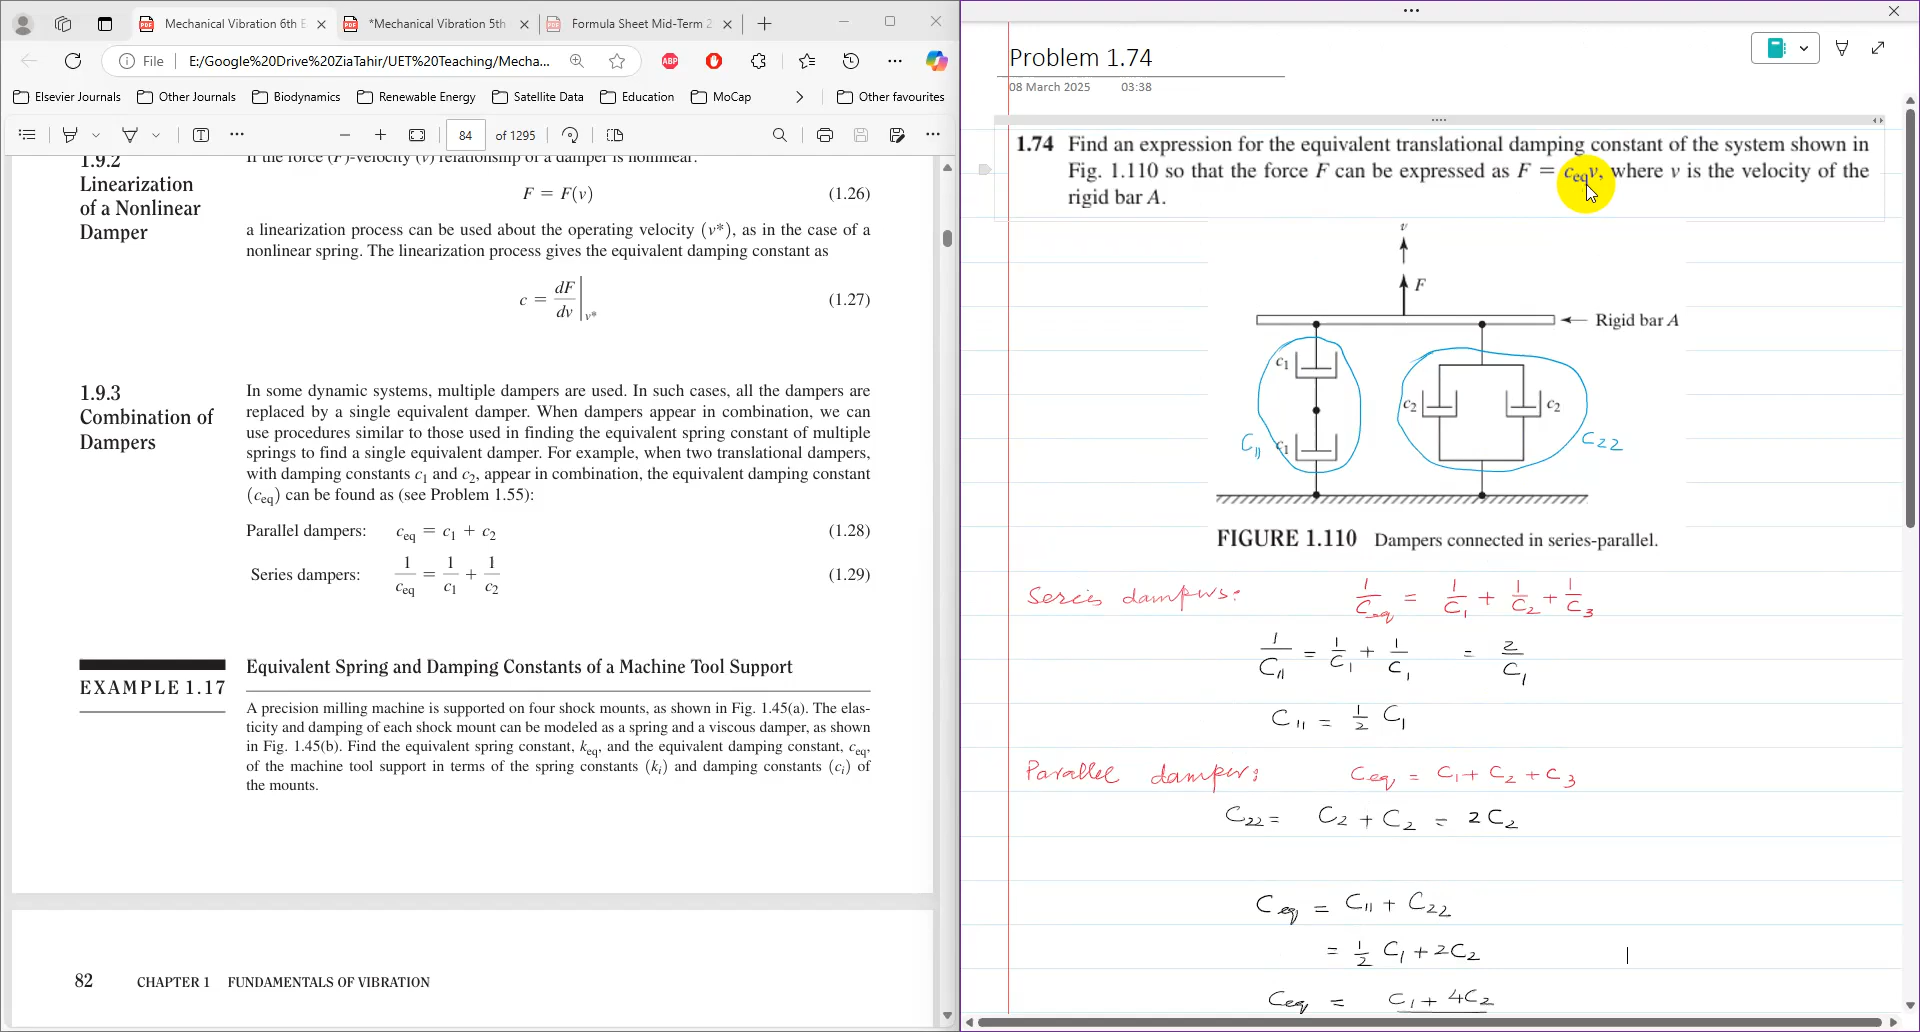 Mechanical Vibration 6th E
*Mechanical Vibration 5th
Formula Sheet Mid-Term 2
File
E:/Google%20Drive%20ZiaTahir/UET%20Teaching/Mecha...
ABP
Elsevier Journals
Other Journals
Biodynamics
Renewable Energy
Satellite Data
Education
MoCap
Other favourites
84
of 1295
1.9.2
Linearization
of a Nonlinear
Damper
If the force (F)-velocity (v) relationship of a damper is nonlinear:
F = F(v)
(1.26)
a linearization process can be used about the operating velocity (v*), as in the case of a
nonlinear spring. The linearization process gives the equivalent damping constant as
c = dF/dv |v*
(1.27)
1.9.3
Combination of
Dampers
In some dynamic systems, multiple dampers are used. In such cases, all the dampers are
replaced by a single equivalent damper. When dampers appear in combination, we can
use procedures similar to those used in finding the equivalent spring constant of multiple
springs to find a single equivalent damper. For example, when two translational dampers,
with damping constants c1 and c2, appear in combination, the equivalent damping constant
(ceq) can be found as (see Problem 1.55):
Parallel dampers: ceq = c1 + c2
(1.28)
Series dampers: 1/ceq = 1/c1 + 1/c2
(1.29)
EXAMPLE 1.17
Equivalent Spring and Damping Constants of a Machine Tool Support
A precision milling machine is supported on four shock mounts, as shown in Fig. 1.45(a). The elas-
ticity and damping of each shock mount can be modeled as a spring and a viscous damper, as shown
in Fig. 1.45(b). Find the equivalent spring constant, keq, and the equivalent damping constant, ceq,
of the machine tool support in terms of the spring constants (ki) and damping constants (ci) of
the mounts.
82 CHAPTER 1 FUNDAMENTALS OF VIBRATION
Problem 1.74
08 March 2025 03:38
1.74 Find an expression for the equivalent translational damping constant of the system shown in
Fig. 1.110 so that the force F can be expressed as F = ceqv, where v is the velocity of the
rigid bar A.
v
F
Rigid bar A
c1
c2
c2
C11
c1
C22
FIGURE 1.110 Dampers connected in series-parallel.
Series dampers: 1/Ceq = 1/C1 + 1/C2 + 1/C3
1/C11 = 1/C1 + 1/C1 = 2/C1
C11 = 1/2 C1
Parallel damper: Ceq = C1 + C2 + C3
C22 = C2 + C2 = 2C2
Ceq = C11 + C22
= 1/2 C1 + 2C2
Ceq = C1 + 4C2